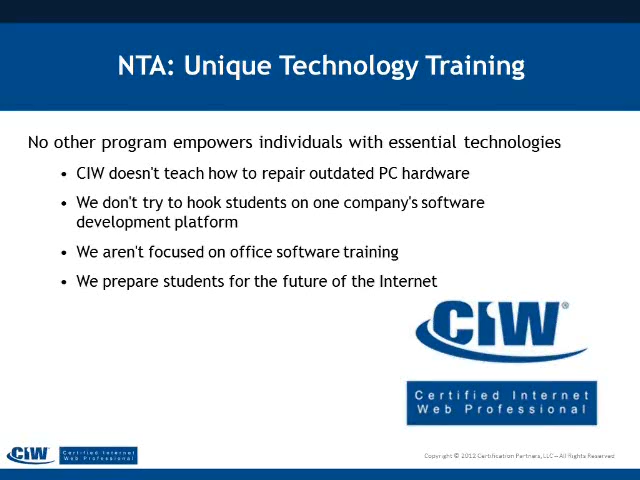 NTA: Unique Technology Training
No other program empowers individuals with essential technologies
• CIW doesn't teach how to repair outdated PC hardware
• We don't try to hook students on one company's software
development platform
• We aren't focused on office software training
• We prepare students for the future of the Internet
CIW®
Certified Internet
Web Professional
CIW
Certified Internet
Web Professional
Copyright © 2012 Certification Partners, LLC – All Rights Reserved